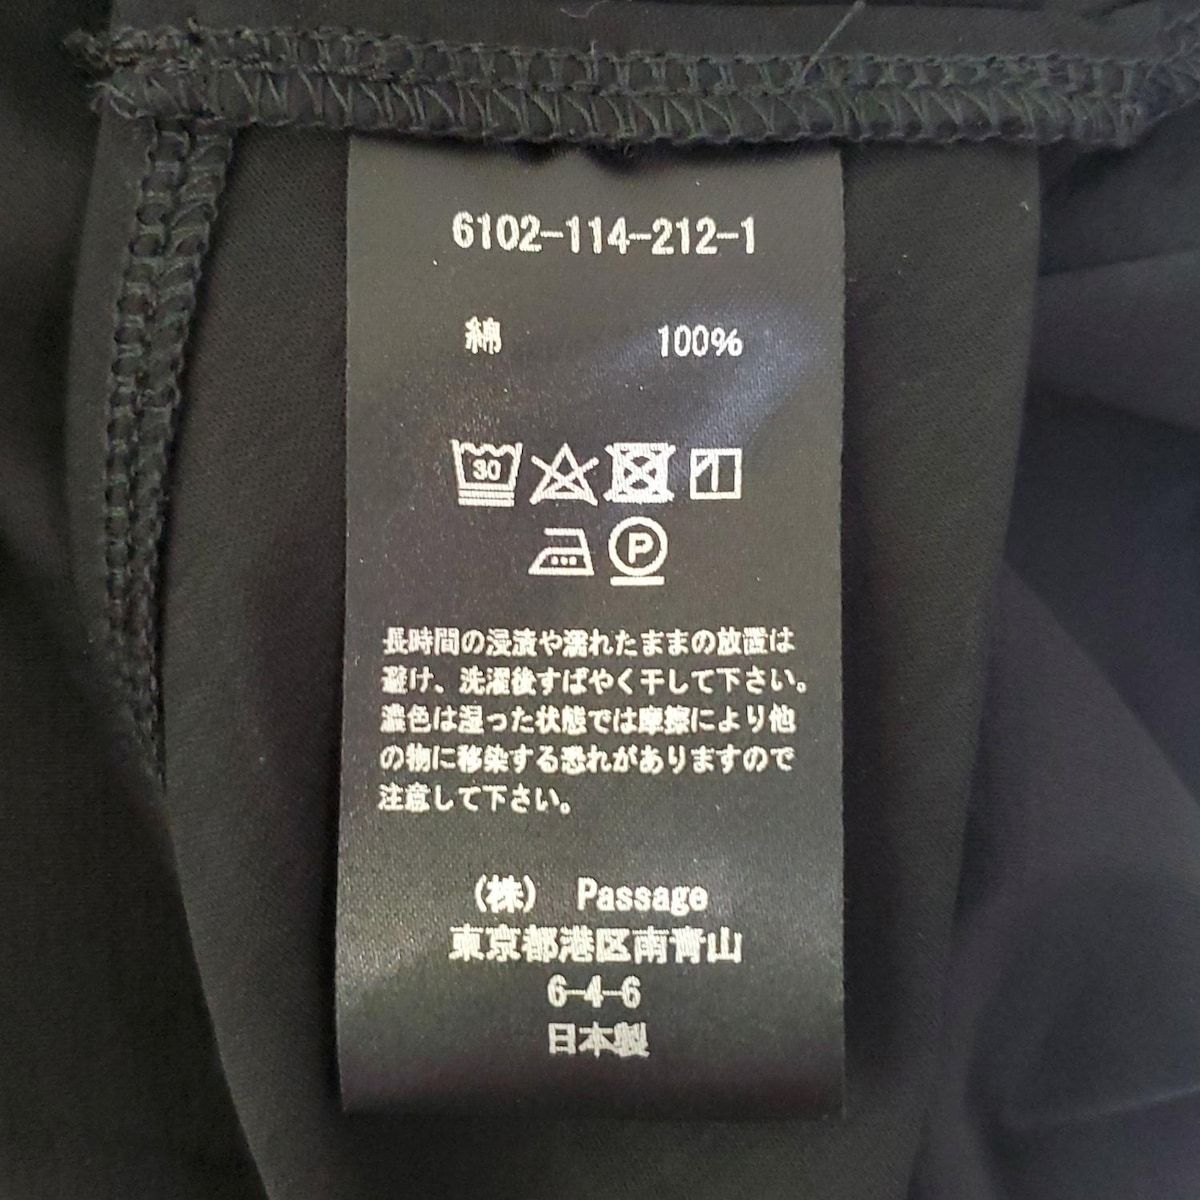 6102-114-212-1
綿 100%
30
P
長時間の浸漬や濡れたままの放置は
避け、洗濯後すばやく干して下さい。
濃色は湿った状態では摩擦により他
の物に移染する恐れがありますので
注意して下さい。
(株) Passage
東京都港区南青山
6-4-6
日本製